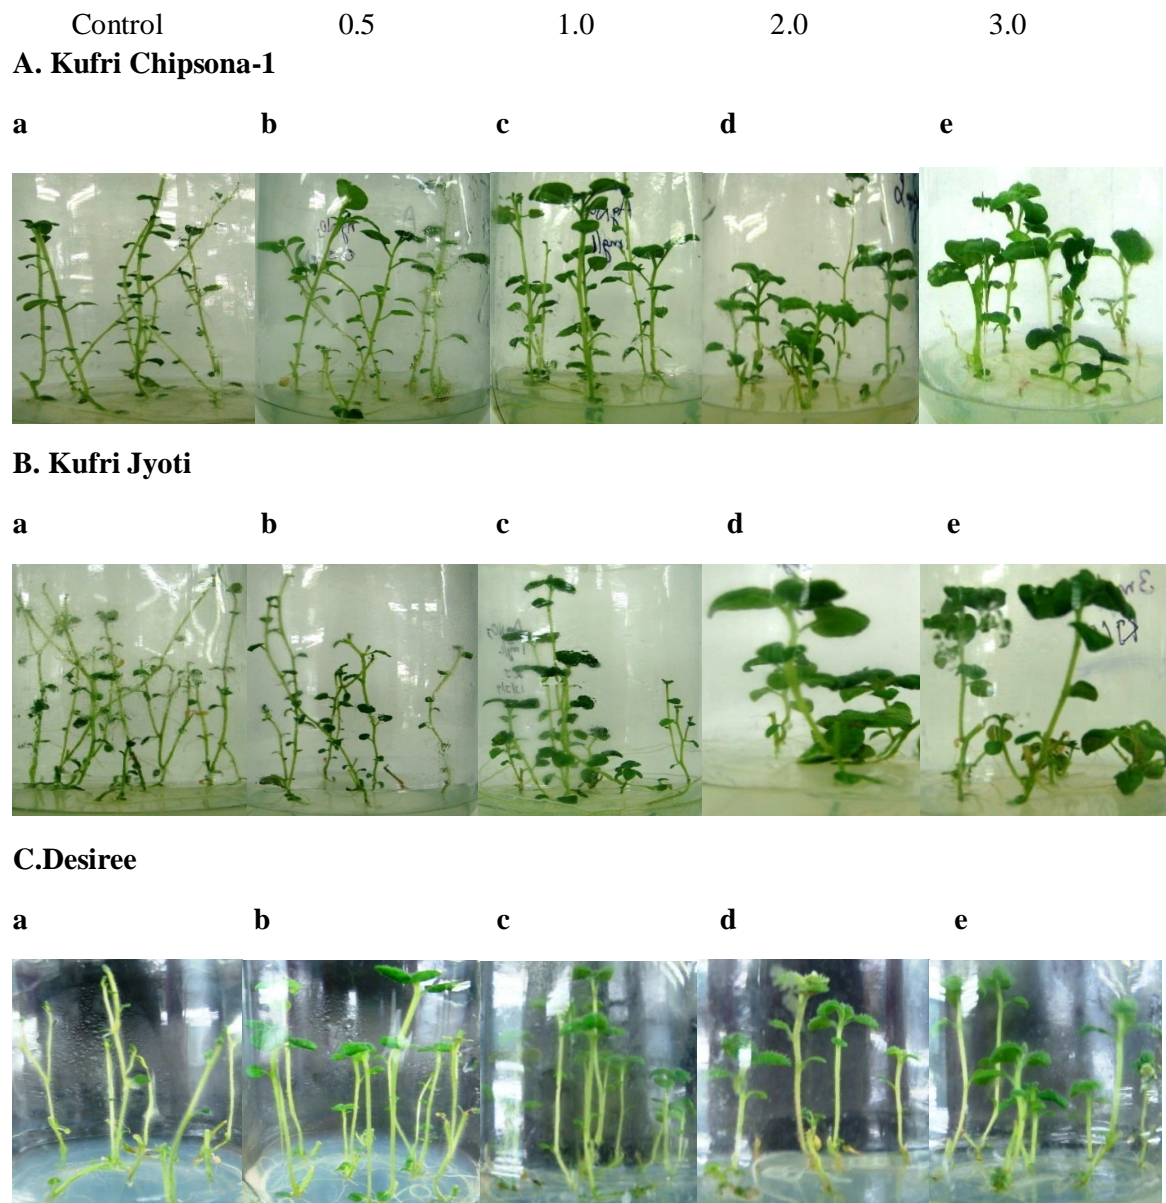 Control 0.5 1.0 2.0 3.0
A. Kufri Chipsona-1
a b c d e
B. Kufri Jyoti
a b c d e
C.Desiree
a b c d e